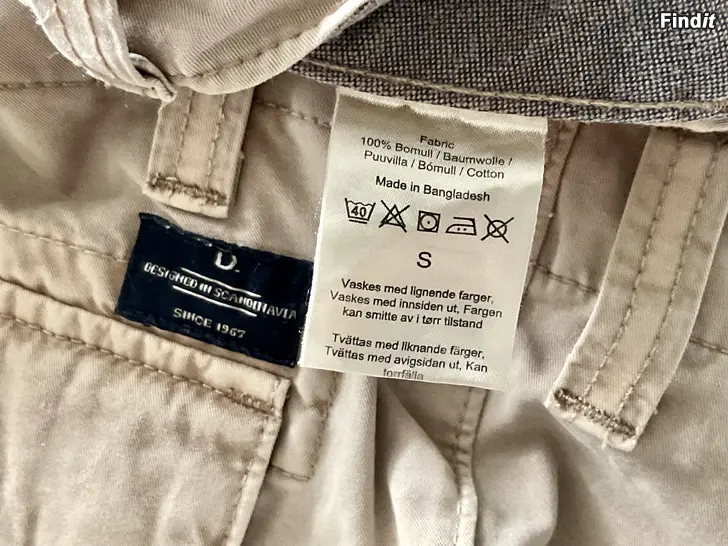 Findit
Fabric
100% Bomull / Baumwolle /
Puuvilla / Bómull / Cotton
Made in Bangladesh
40
S
Vaskes med lignende farger,
Vaskes med innsiden ut, Fargen
kan smitte av i tørr tilstand
Tvättas med liknande färger,
Tvättas med avigsidan ut, Kan
torrfälla
D.
DESIGNED IN SCANDINAVIA
SINCE 1967